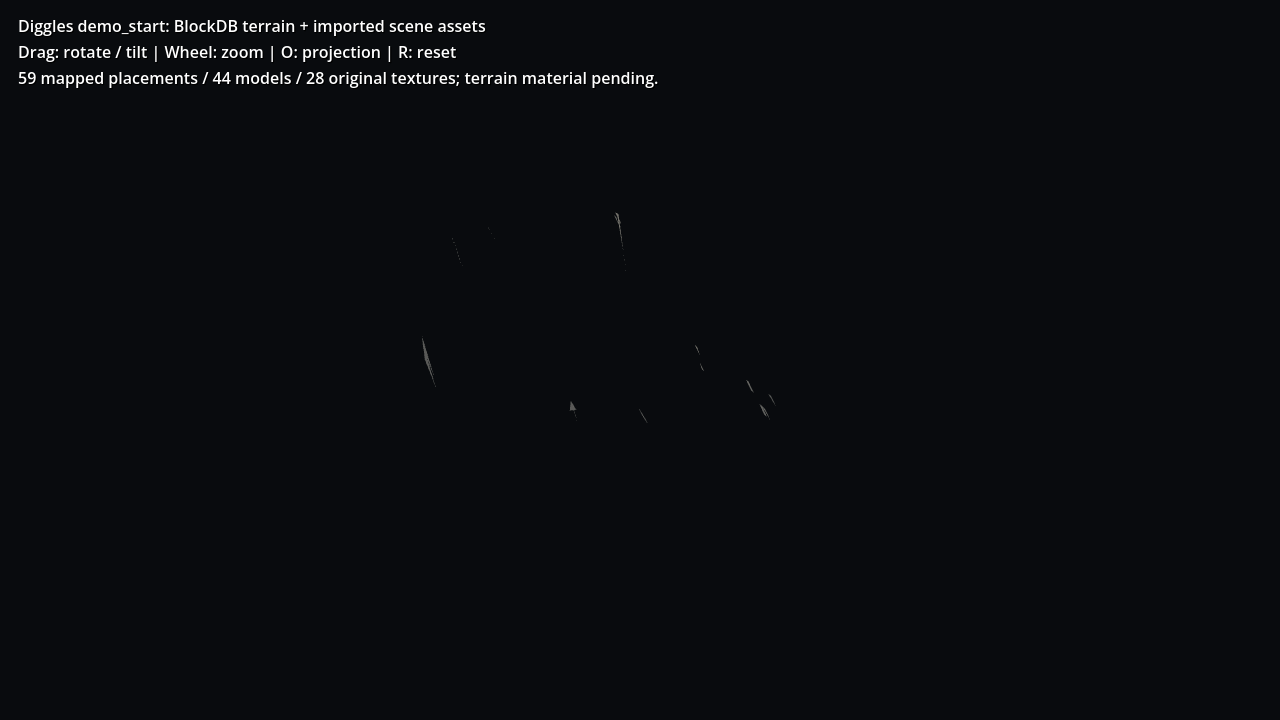 Diggles demo_start: BlockDB terrain + imported scene assets
Drag: rotate / tilt | Wheel: zoom | O: projection | R: reset
59 mapped placements / 44 models / 28 original textures; terrain material pending.